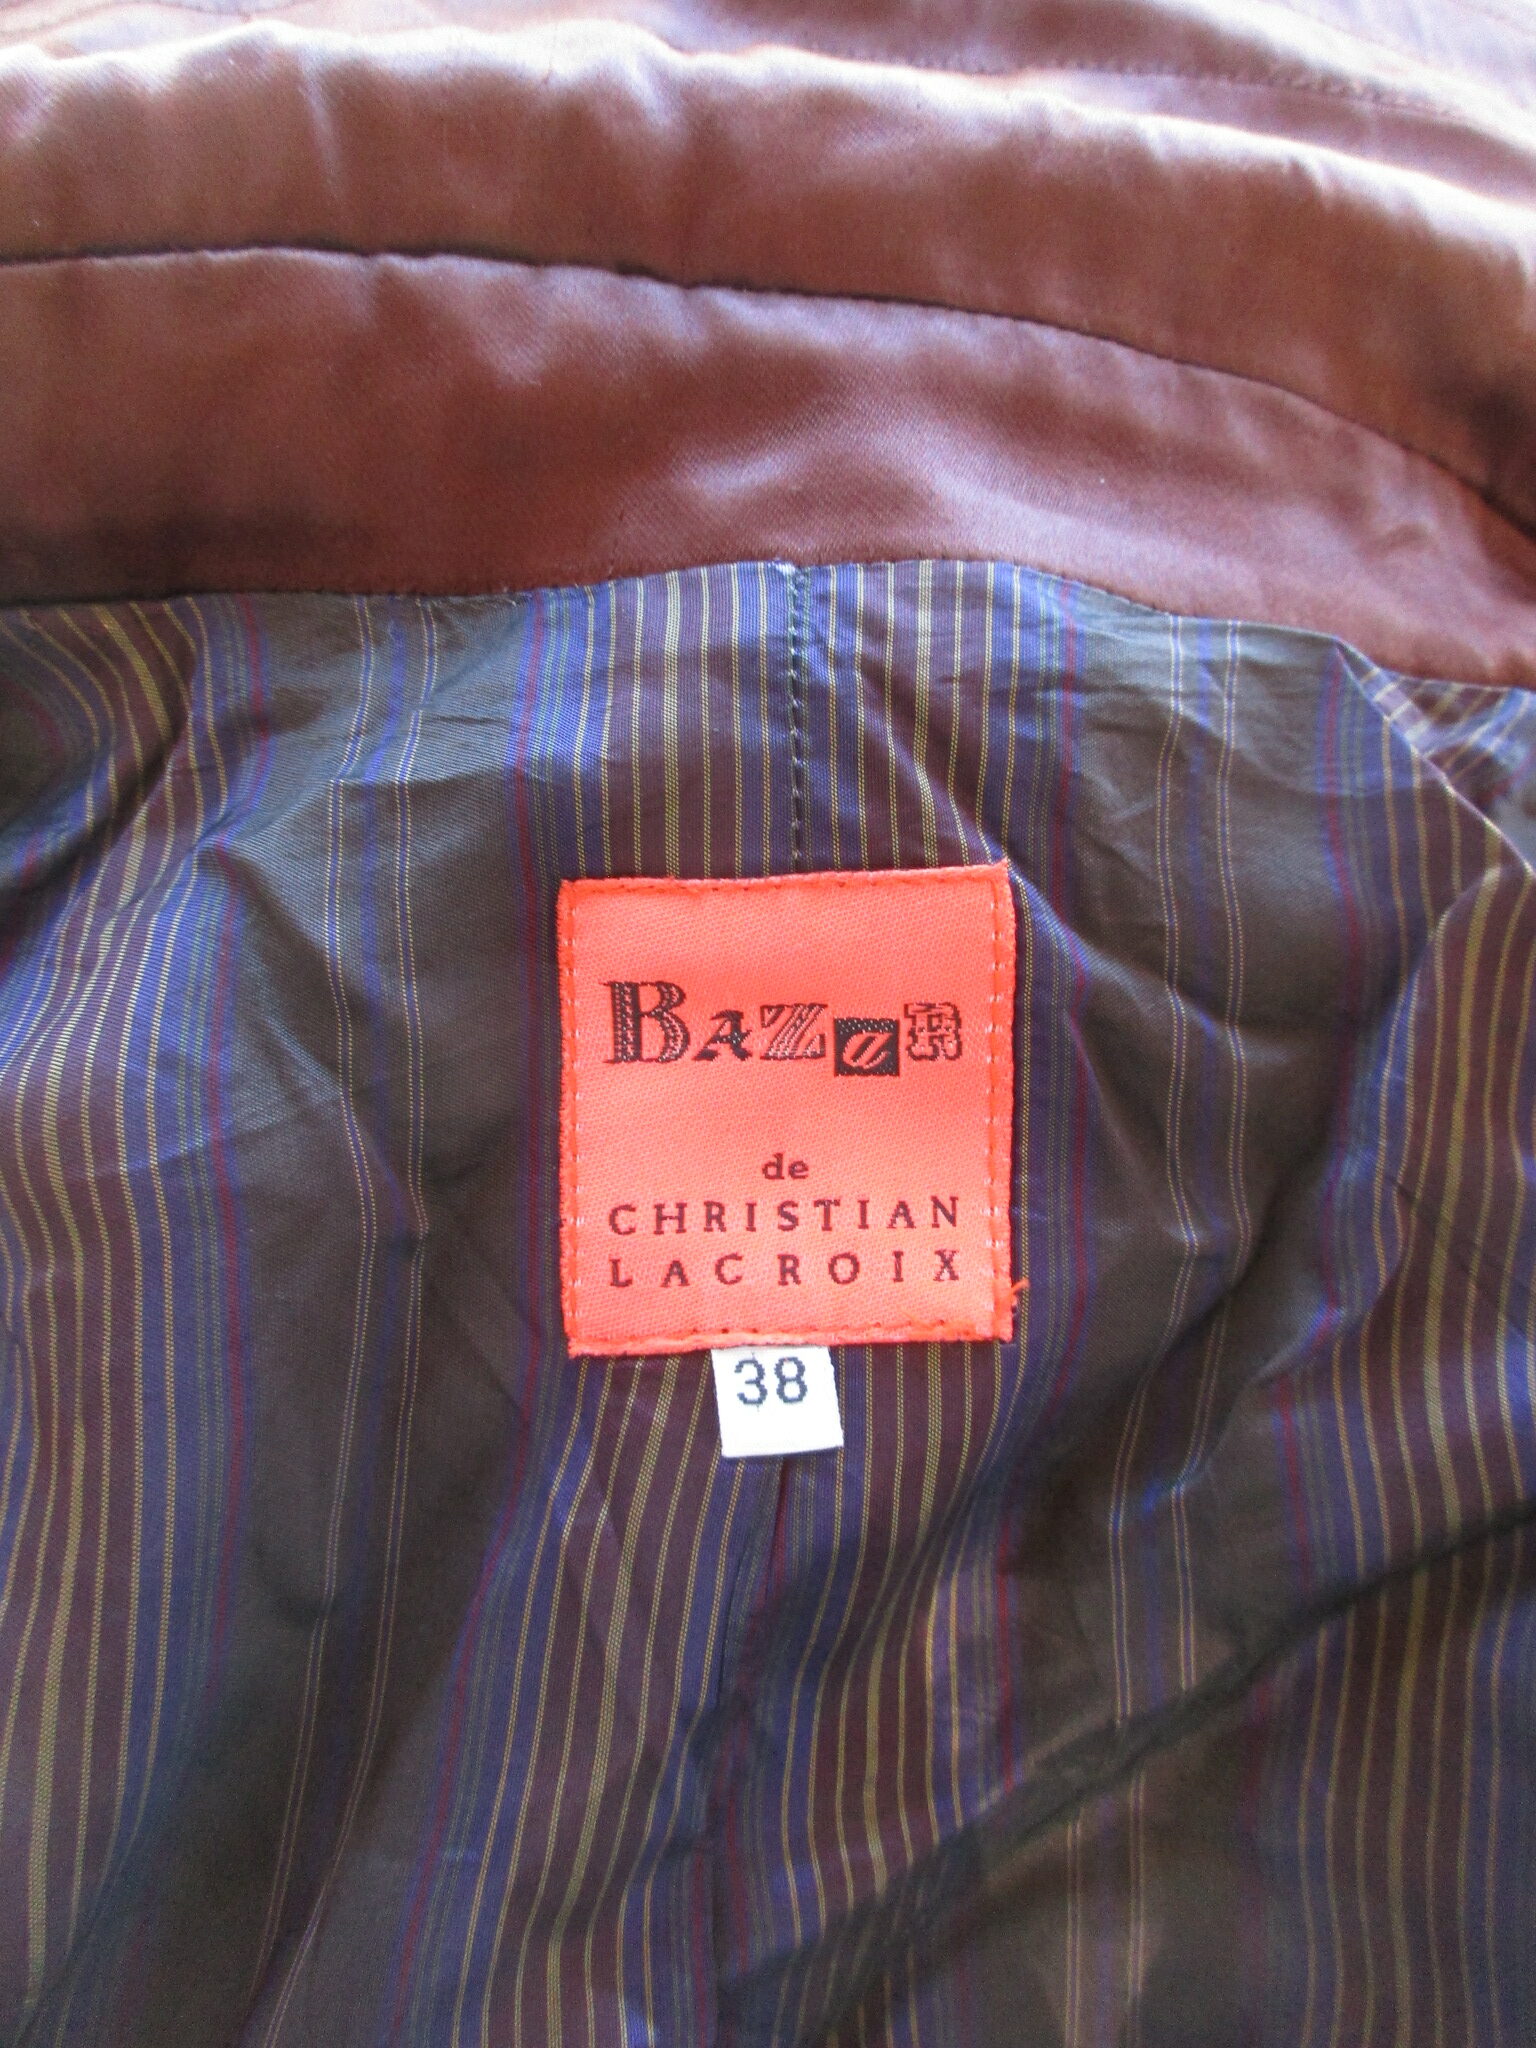 BAZaR
de
CHRISTIAN
LACROIX
38